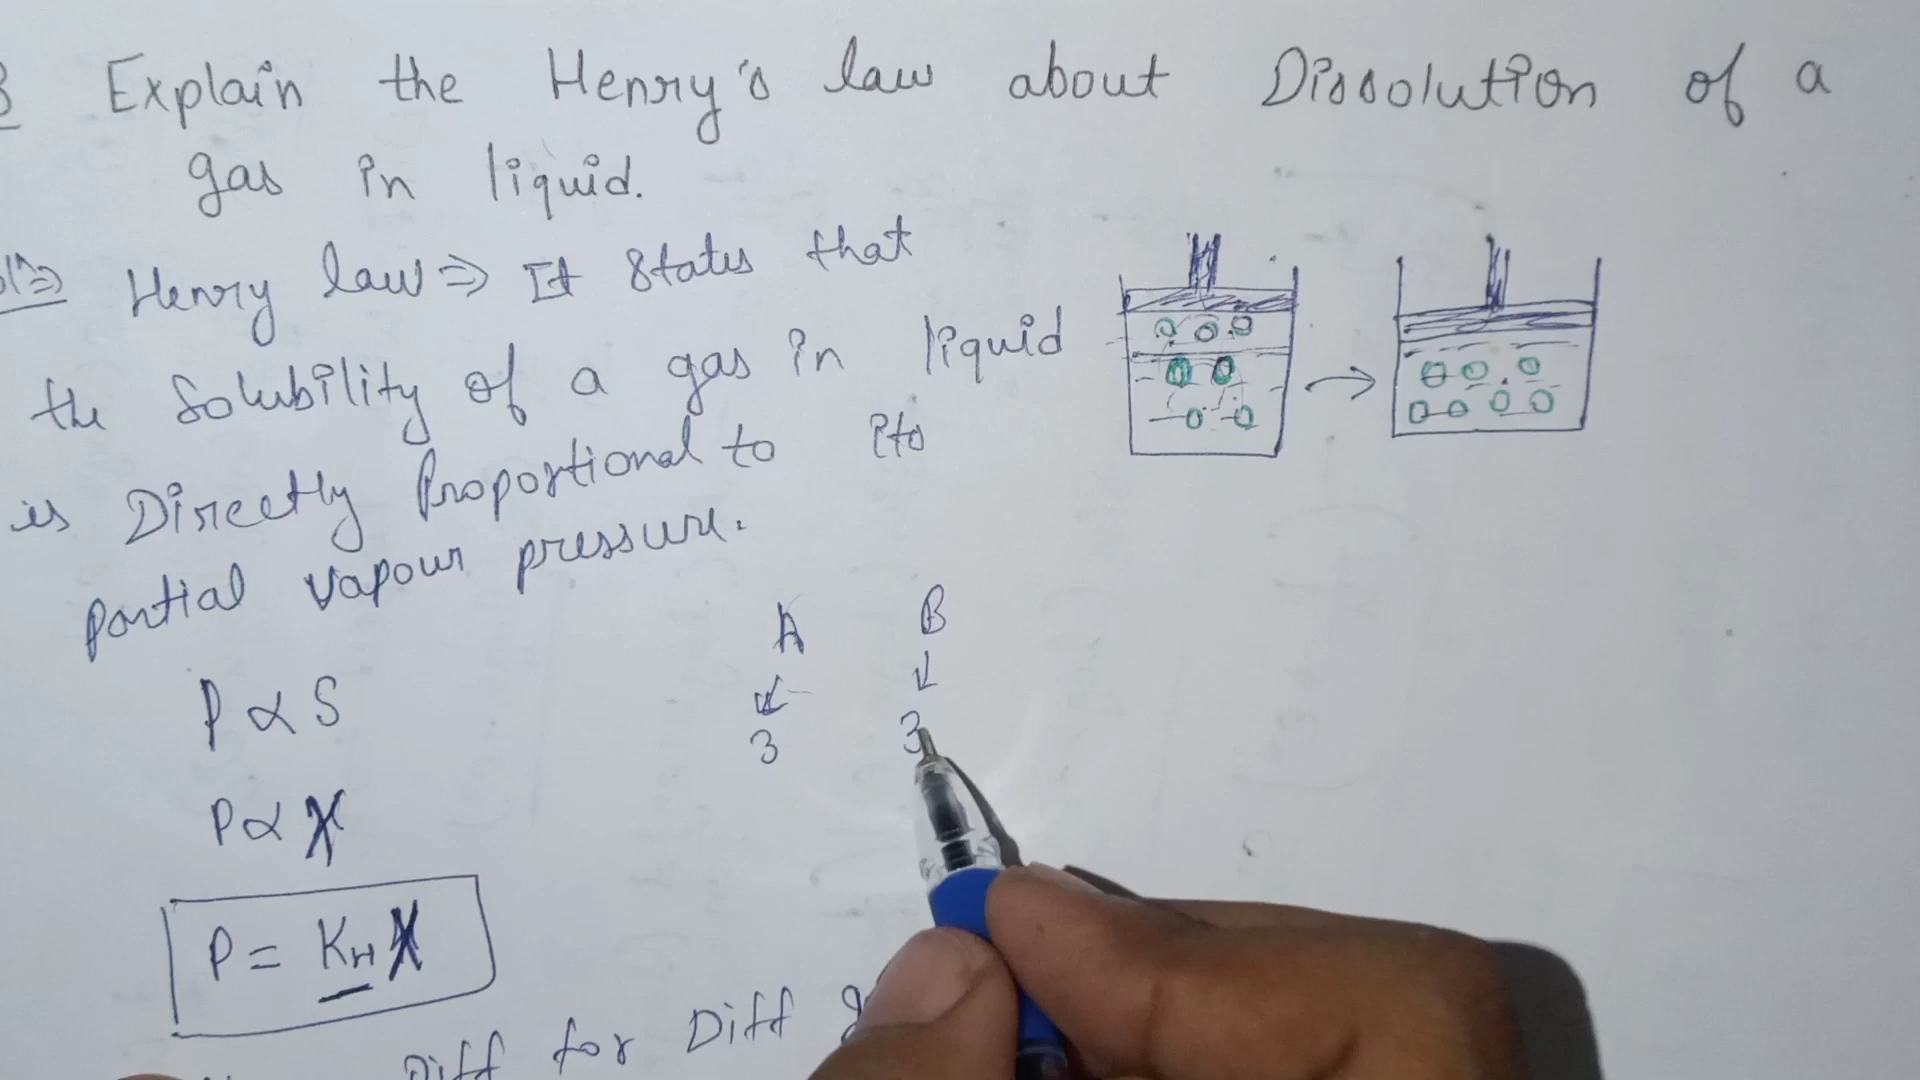 Explain the Henry's law about Dissolution of a
gas in liquid.
Henry law ⇒ It states that
the Solubility of a gas in liquid
is Directly Proportional to its
partial vapour pressure.
A B
↓ ↓
3 3
P ∝ S
P ∝ X
P = K_H X
Diff for Diff